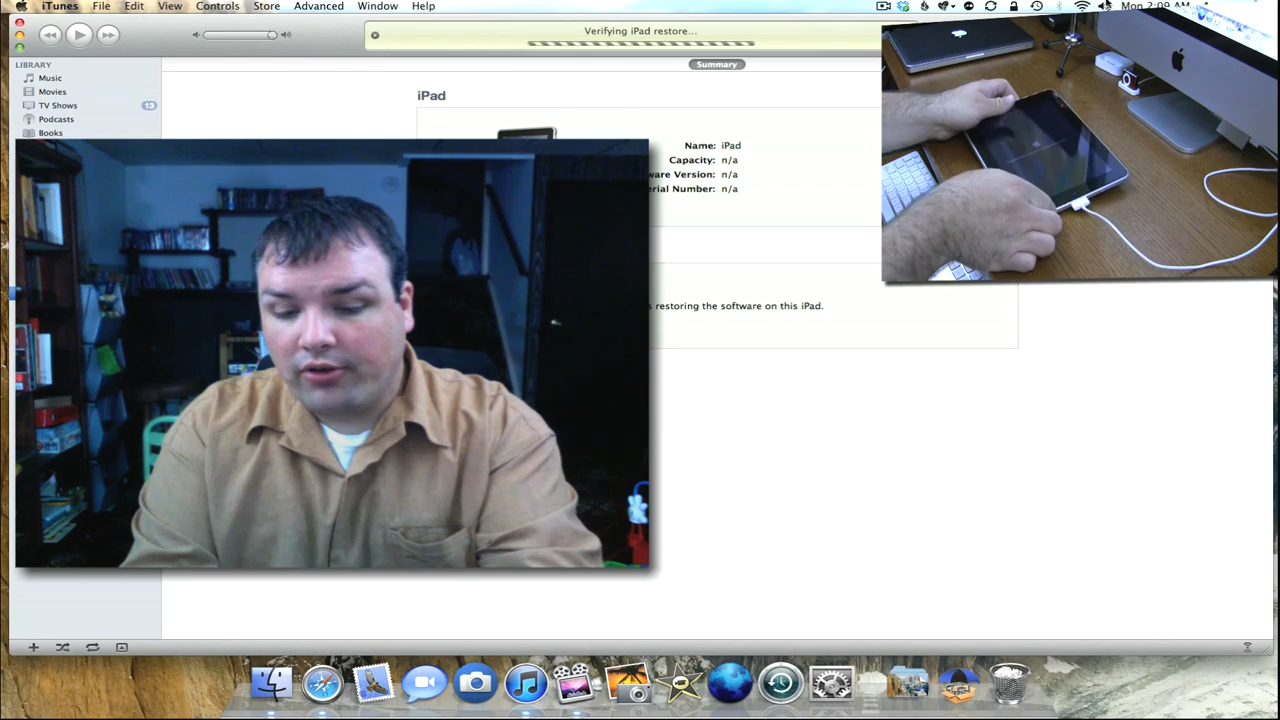 iTunes File Edit View Controls Store Advanced Window Help
Mon 2:09 AM
Verifying iPad restore...
LIBRARY
Music
Movies
TV Shows 13
Podcasts
Books
Summary
iPad
Name: iPad
Capacity: n/a
ware Version: n/a
erial Number: n/a
s restoring the software on this iPad.